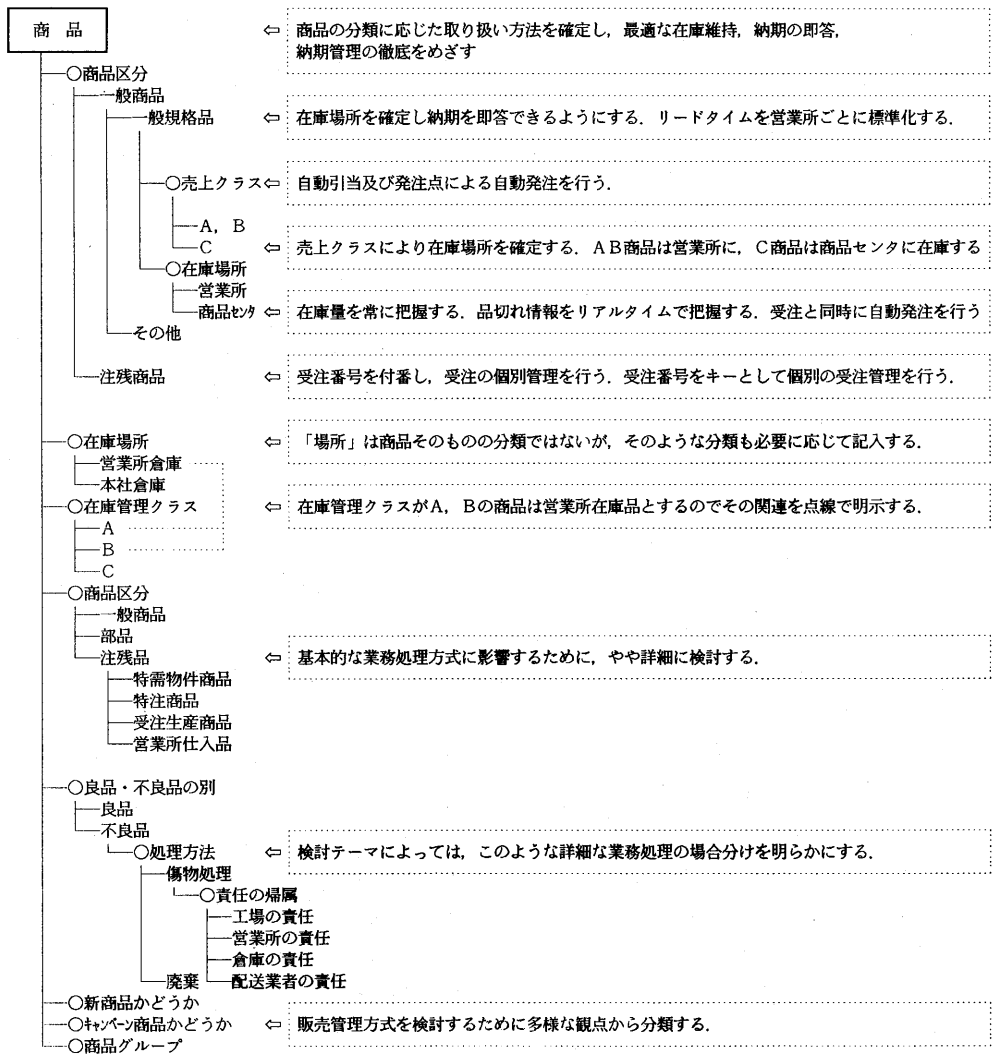 商 品 ⇦ 商品の分類に応じた取り扱い方法を確定し，最適な在庫維持，納期の即答，
納期管理の徹底をめざす
○商品区分
一般商品
一般規格品 ⇦ 在庫場所を確定し納期を即答できるようにする．リードタイムを営業所ごとに標準化する．
○売上クラス⇦ 自動引当及び発注点による自動発注を行う．
A，B
C ⇦ 売上クラスにより在庫場所を確定する．ＡＢ商品は営業所に，Ｃ商品は商品センタに在庫する
○在庫場所
営業所
商品ｾﾝﾀ ⇦ 在庫量を常に把握する．品切れ情報をリアルタイムで把握する．受注と同時に自動発注を行う
その他
注残商品 ⇦ 受注番号を付番し，受注の個別管理を行う．受注番号をキーとして個別の受注管理を行う．
○在庫場所 ⇦ 「場所」は商品そのものの分類ではないが，そのような分類も必要に応じて記入する．
営業所倉庫
本社倉庫
○在庫管理クラス ⇦ 在庫管理クラスがＡ，Ｂの商品は営業所在庫品とするのでその関連を点線で明示する．
A
B
C
○商品区分
一般商品
部品
注残品 ⇦ 基本的な業務処理方式に影響するために，やや詳細に検討する．
特需物件商品
特注商品
受注生産商品
営業所仕入品
○良品・不良品の別
良品
不良品
○処理方法 ⇦ 検討テーマによっては，このような詳細な業務処理の場合分けを明らかにする．
傷物処理
○責任の帰属
工場の責任
営業所の責任
倉庫の責任
廃棄 配送業者の責任
○新商品かどうか
○ｷｬﾝﾍﾟｰﾝ商品かどうか ⇦ 販売管理方式を検討するために多様な観点から分類する．
○商品グループ